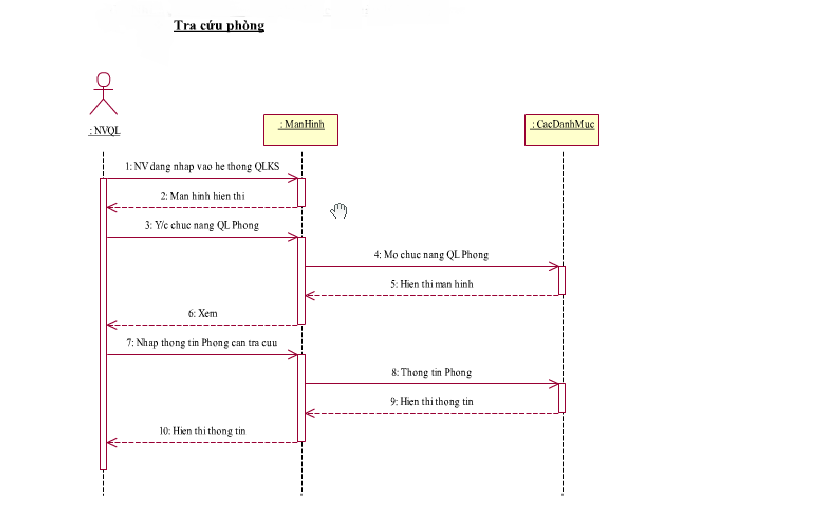 Tra cứu phòng
: NVQL
: ManHinh
: CacDanhMuc
1: NV dang nhap vao he thong QLKS
2: Man hinh hien thi
3: Y/c chuc nang QL Phong
4: Mo chuc nang QL Phong
5: Hien thi man hinh
6: Xem
7: Nhap thong tin Phong can tra cuu
8: Thong tin Phong
9: Hien thi thong tin
10: Hien thi thong tin